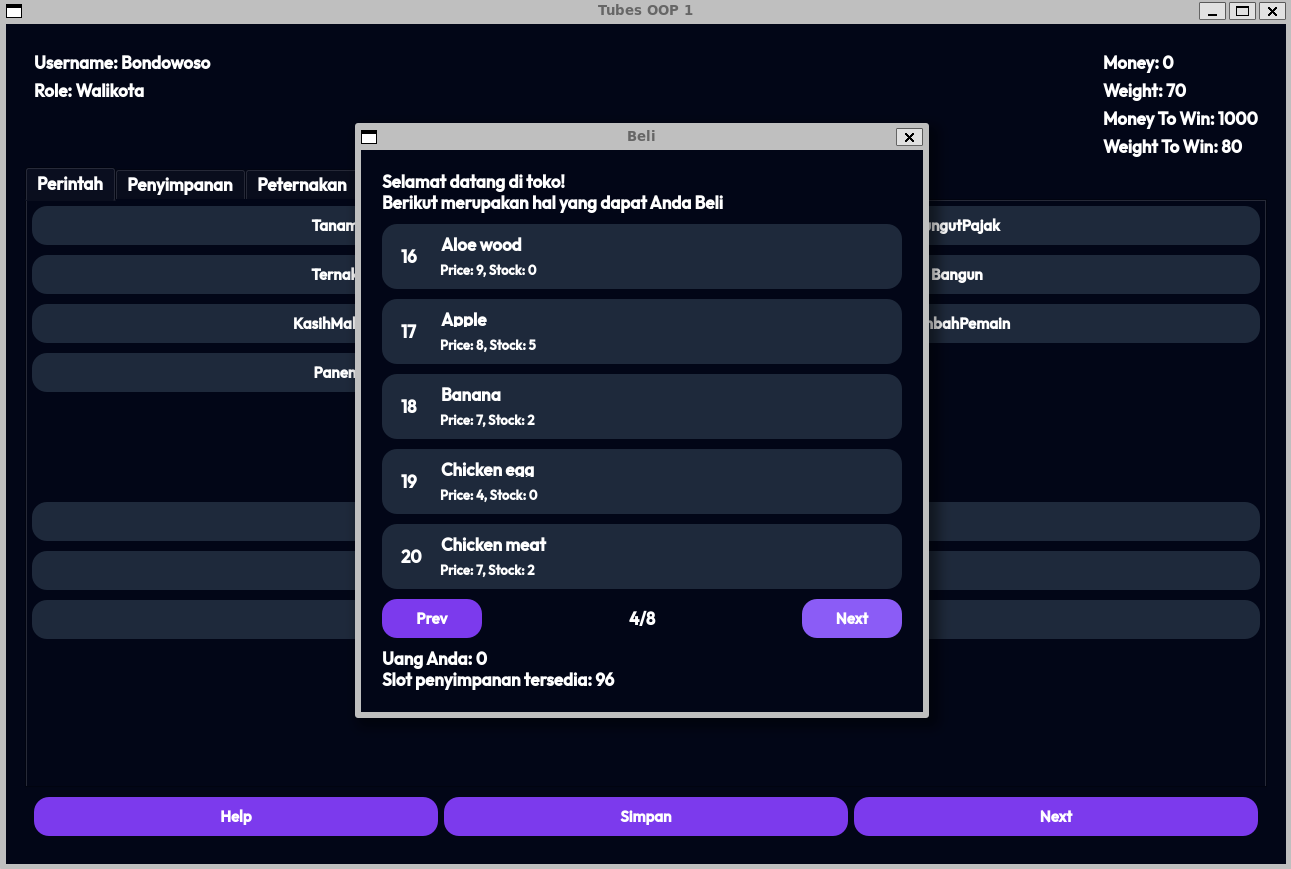 Tubes OOP 1
Username: Bondowoso
Role: Walikota
Money: 0
Weight: 70
Money To Win: 1000
Weight To Win: 80
Perintah
Penyimpanan
Peternakan
Tanam
Ternak
Panen
Bangun
Beli
Selamat datang di toko!
Berikut merupakan hal yang dapat Anda Beli
16
Aloe wood
Price: 9, Stock: 0
17
Apple
Price: 8, Stock: 5
18
Banana
Price: 7, Stock: 2
19
Chicken egg
Price: 4, Stock: 0
20
Chicken meat
Price: 7, Stock: 2
Prev
4/8
Next
Uang Anda: 0
Slot penyimpanan tersedia: 96
Help
Simpan
Next